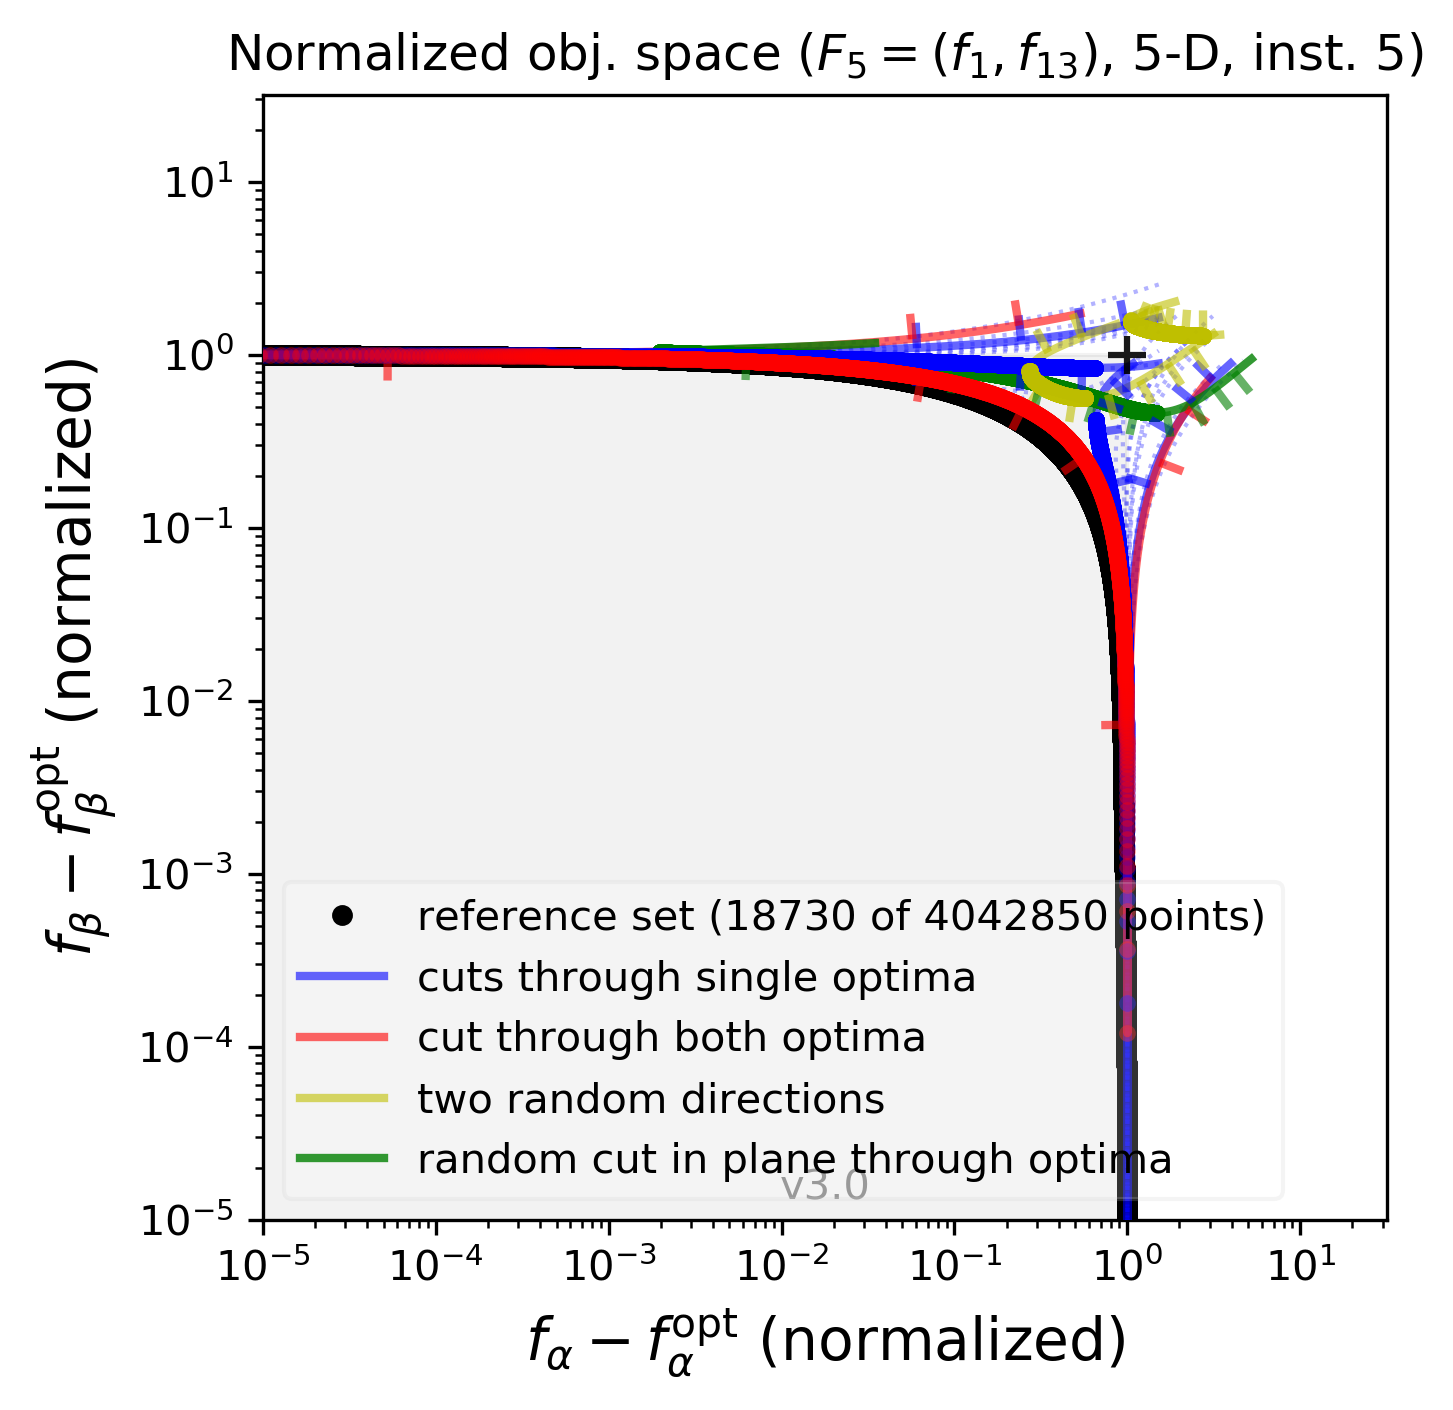 Normalized obj. space (F₅ = (f₁, f₁₃), 5-D, inst. 5)
10¹
10⁰
10⁻¹
10⁻²
10⁻³
10⁻⁴
10⁻⁵
f_β − f_β^opt (normalized)
reference set (18730 of 4042850 points)
cuts through single optima
cut through both optima
two random directions
random cut in plane through optima
v3.0
10⁻⁵ 10⁻⁴ 10⁻³ 10⁻² 10⁻¹ 10⁰ 10¹
f_α − f_α^opt (normalized)